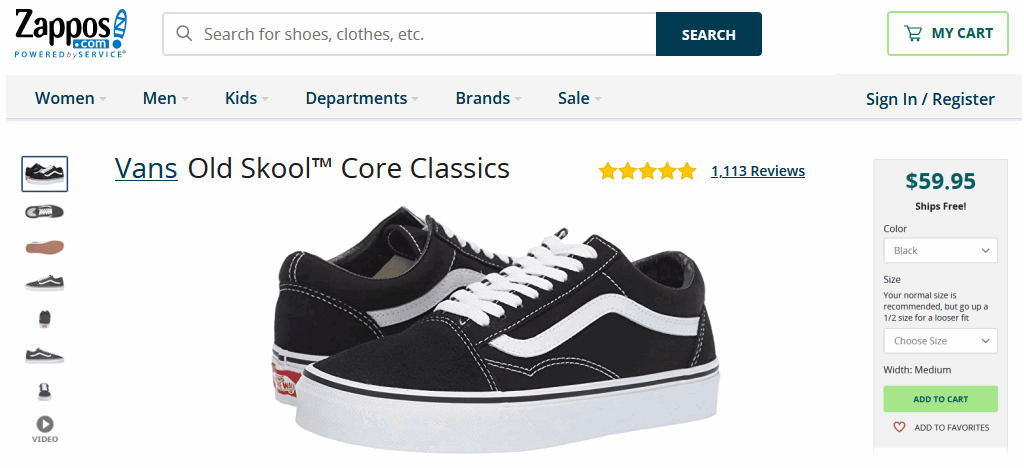 Zappos
.com
POWERED by SERVICE®
Search for shoes, clothes, etc.
SEARCH
MY CART
Women
Men
Kids
Departments
Brands
Sale
Sign In / Register
Vans Old Skool™ Core Classics
1,113 Reviews
$59.95
Ships Free!
Color
Black
Size
Your normal size is
recommended, but go up a
1/2 size for a looser fit
Choose Size
Width: Medium
ADD TO CART
ADD TO FAVORITES
VIDEO